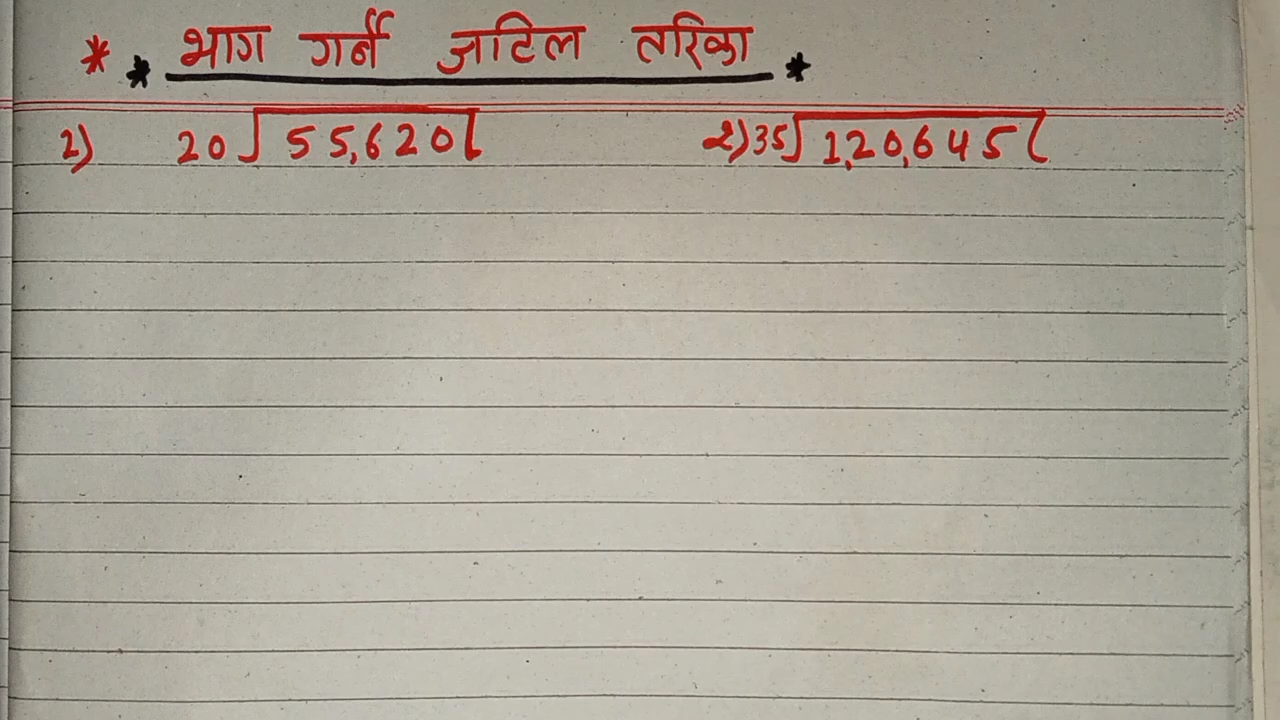 * * भाग गर्ने जटिल तरिका *
1) 20 55,620 2) 35 1,20,645